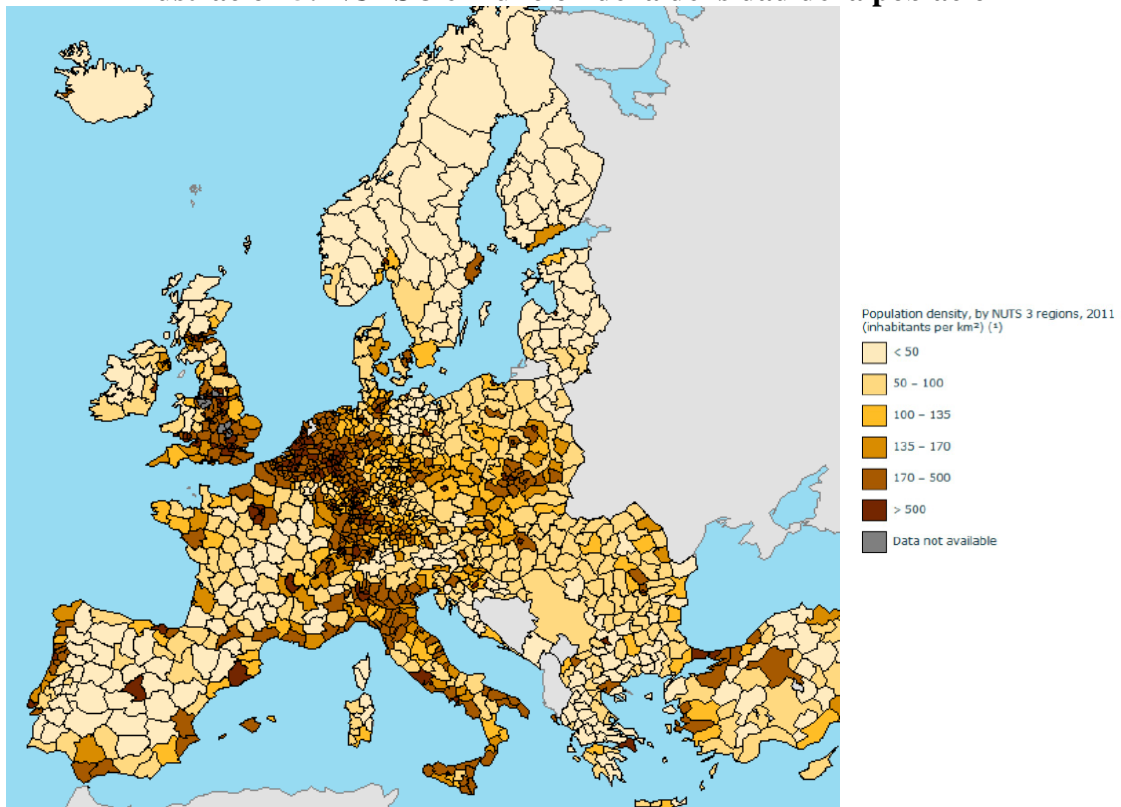 Population density, by NUTS 3 regions, 2011
(inhabitants per km²) (¹)
< 50
50 – 100
100 – 135
135 – 170
170 – 500
> 500
Data not available